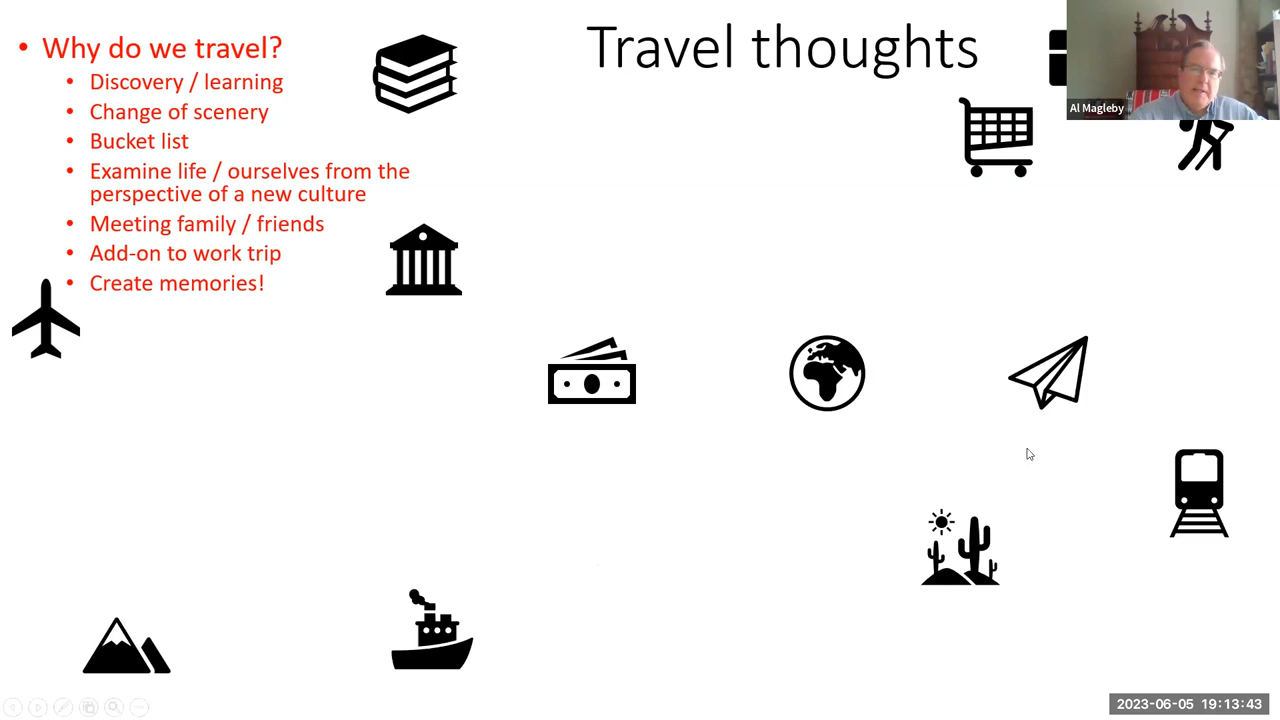 Travel thoughts
• Why do we travel?
• Discovery / learning
• Change of scenery
• Bucket list
• Examine life / ourselves from the
perspective of a new culture
• Meeting family / friends
• Add-on to work trip
• Create memories!
Al Magleby
2023-06-05 19:13:43